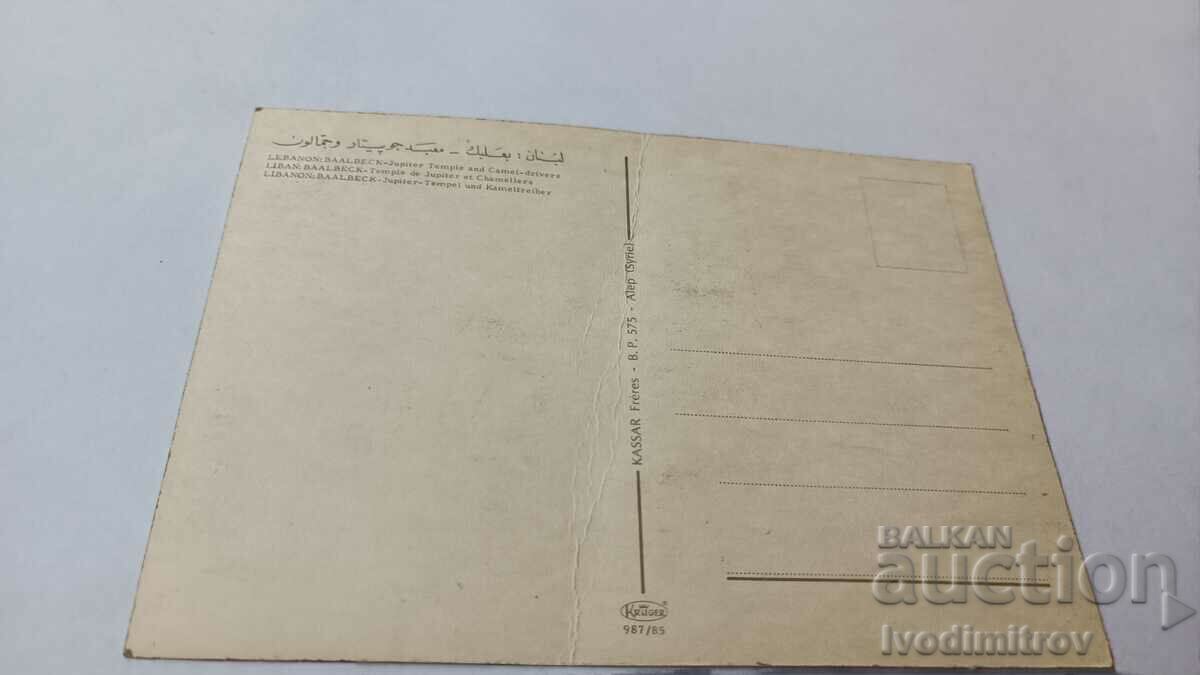 لبنان : بعلبك – معبد جوبيتار وجمالون
LEBANON: BAALBECK-Jupiter Temple and Camel-drivers
LIBAN: BAALBECK-Temple de Jupiter et Chameliers
LIBANON: BAALBECK-Jupiter-Tempel und Kameltreiber
KASSAR Frères - B.P. 575 - Alep (Syrie)
KRÜGER
987/85
BALKAN
auction
Ivodimitrov